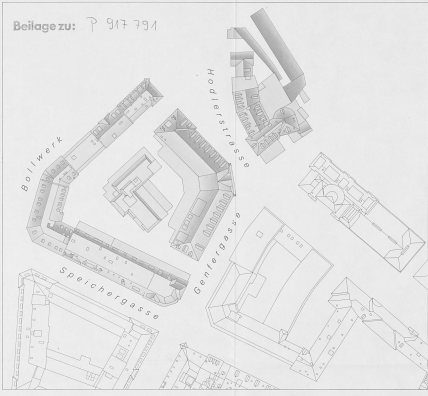 Beilage zu: P 917 791
Hodlerstrasse
Bollwerk
Genfergasse
Speichergasse